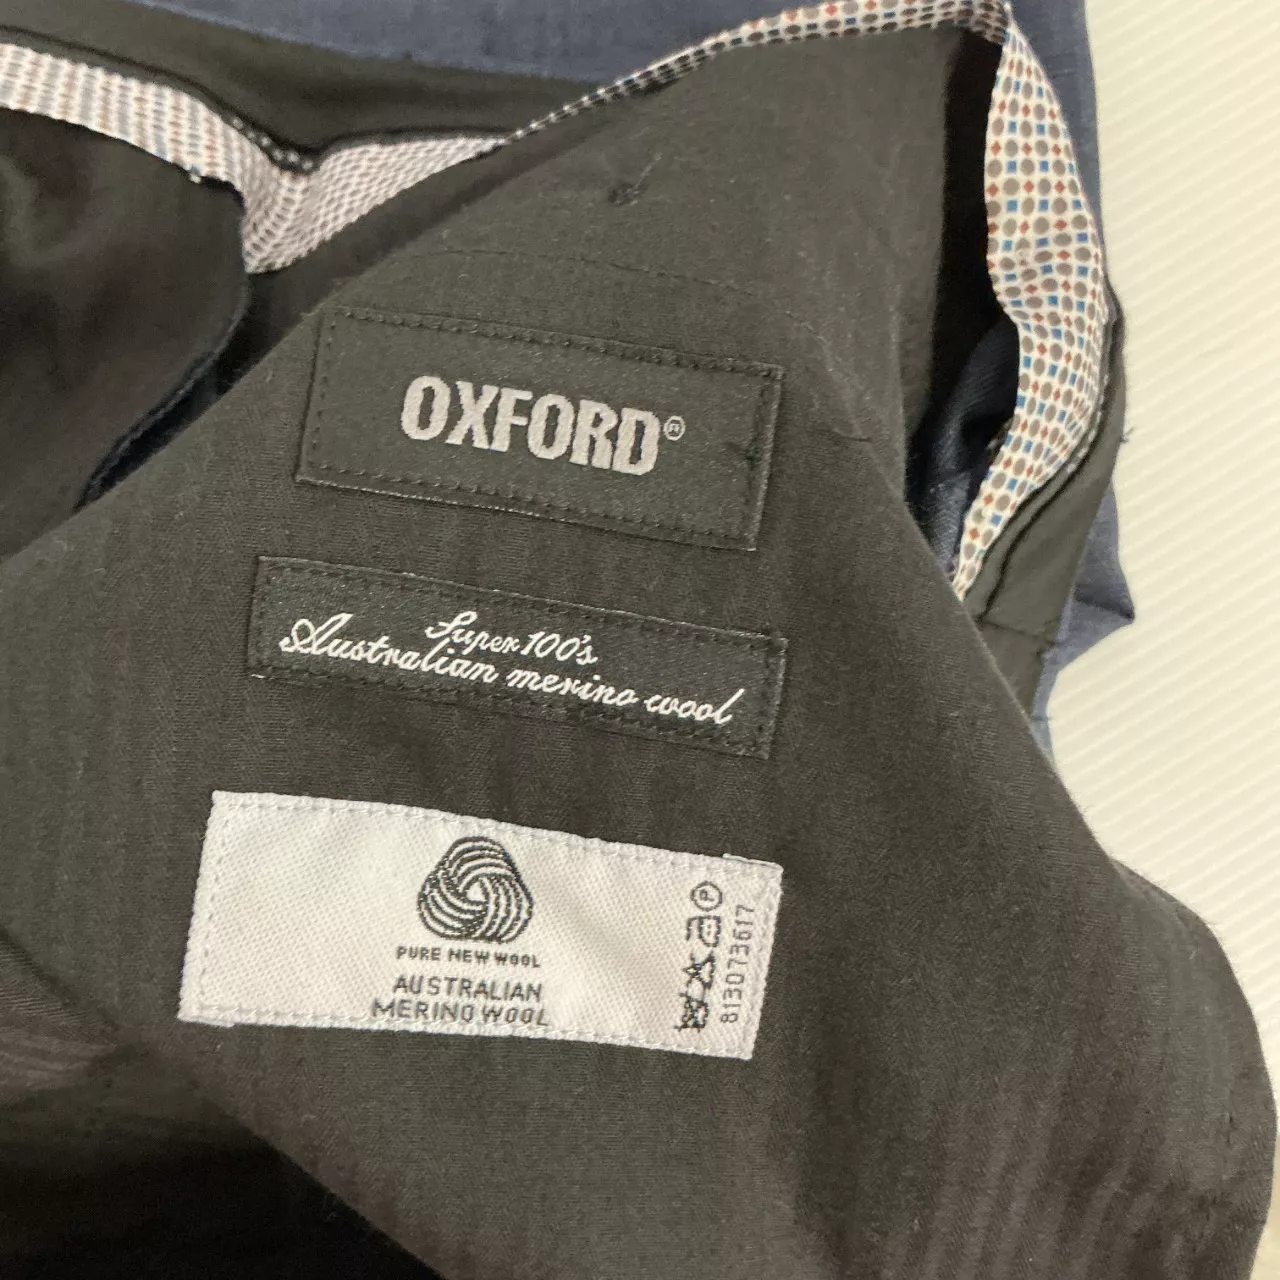 OXFORD®
Super 100's
Australian merino wool
PURE NEW WOOL
AUSTRALIAN
MERINO WOOL
P
813073617